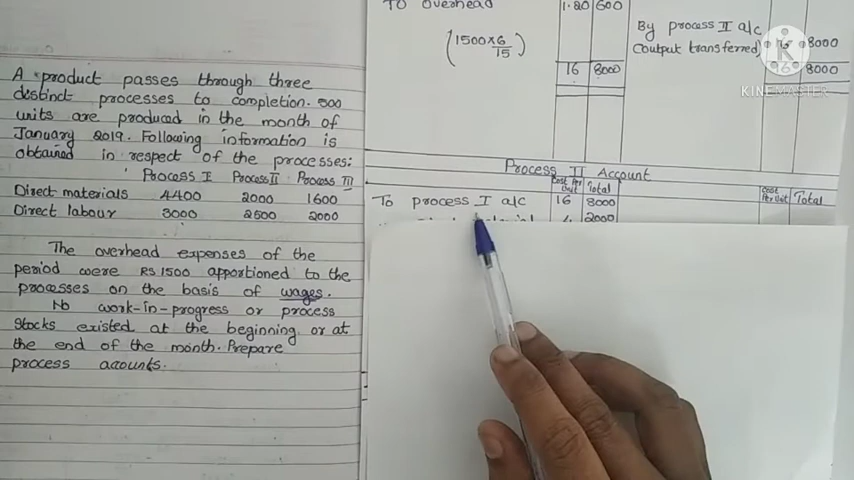 A product passes through three
distinct processes to completion. 500
units are produced in the month of
January 2019. Following information is
obtained in respect of the processes:
Process I Process II Process III
Direct materials 4400 2000 1600
Direct labour 3000 2500 2000
The overhead expenses of the
period were RS 1500 apportioned to the
processes on the basis of wages.
No work-in-progress or process
stocks existed at the beginning or at
the end of the month. Prepare
process accounts.
To overhead 1.20 600
(1500×6/15)
By process II a/c
(output transferred) 16 8000
16 8000 16 8000
KINEMASTER
Process II Account
Cost Per Unit Total Cost Per Unit Total
To process I a/c 16 8000
4 2000